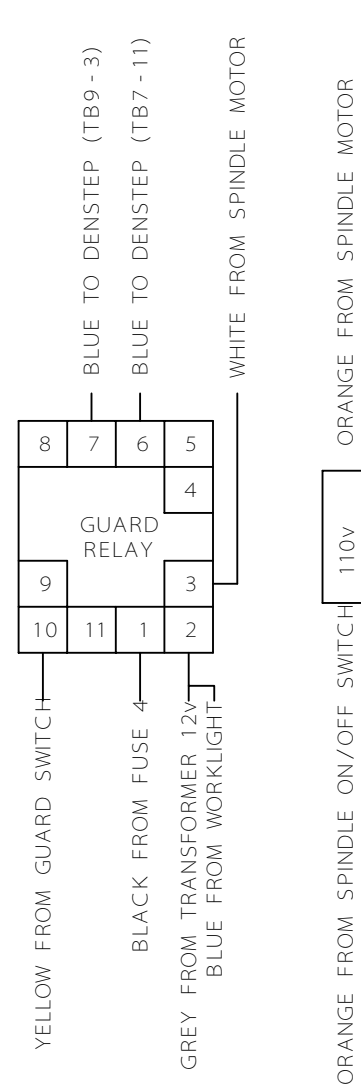 BLUE TO DENSTEP (TB9 - 3)
BLUE TO DENSTEP (TB7 - 11)
WHITE FROM SPINDLE MOTOR
ORANGE FROM SPINDLE MOTOR
8 7 6 5
4
GUARD
RELAY
9 3
10 11 1 2
110v
YELLOW FROM GUARD SWITCH
BLACK FROM FUSE 4
GREY FROM TRANSFORMER 12v
BLUE FROM WORKLIGHT
ORANGE FROM SPINDLE ON/OFF SWITCH